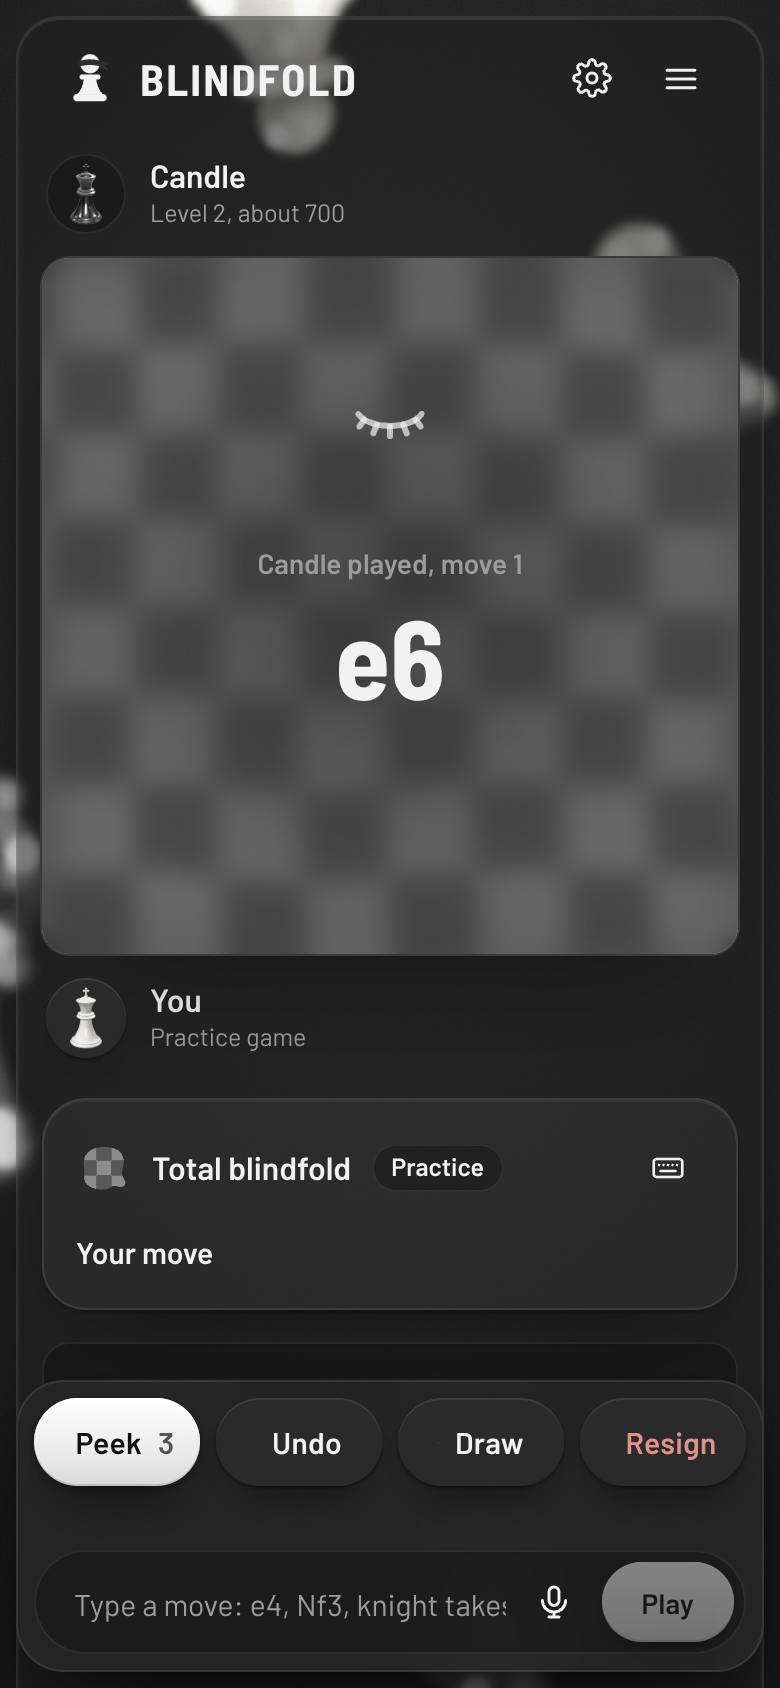 BLINDFOLD
Candle
Level 2, about 700
Candle played, move 1
e6
You
Practice game
Total blindfold
Practice
Your move
Peek 3
Undo
Draw
Resign
Type a move: e4, Nf3, knight takes
Play